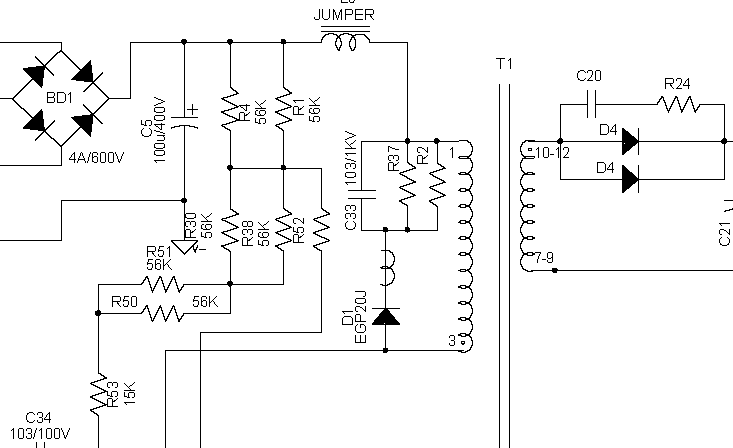 JUMPER
T1
BD1
4A/600V
C5
100u/400V
+
R4
56K
R1
56K
103/1KV
C33
R37
R2
1
3
10-12
7-9
C20
R24
D4
D4
C21
R30
56K
R38
56K
R52
V-
R51
56K
R50
56K
D1
EGP20J
R53
15K
C34
103/100V